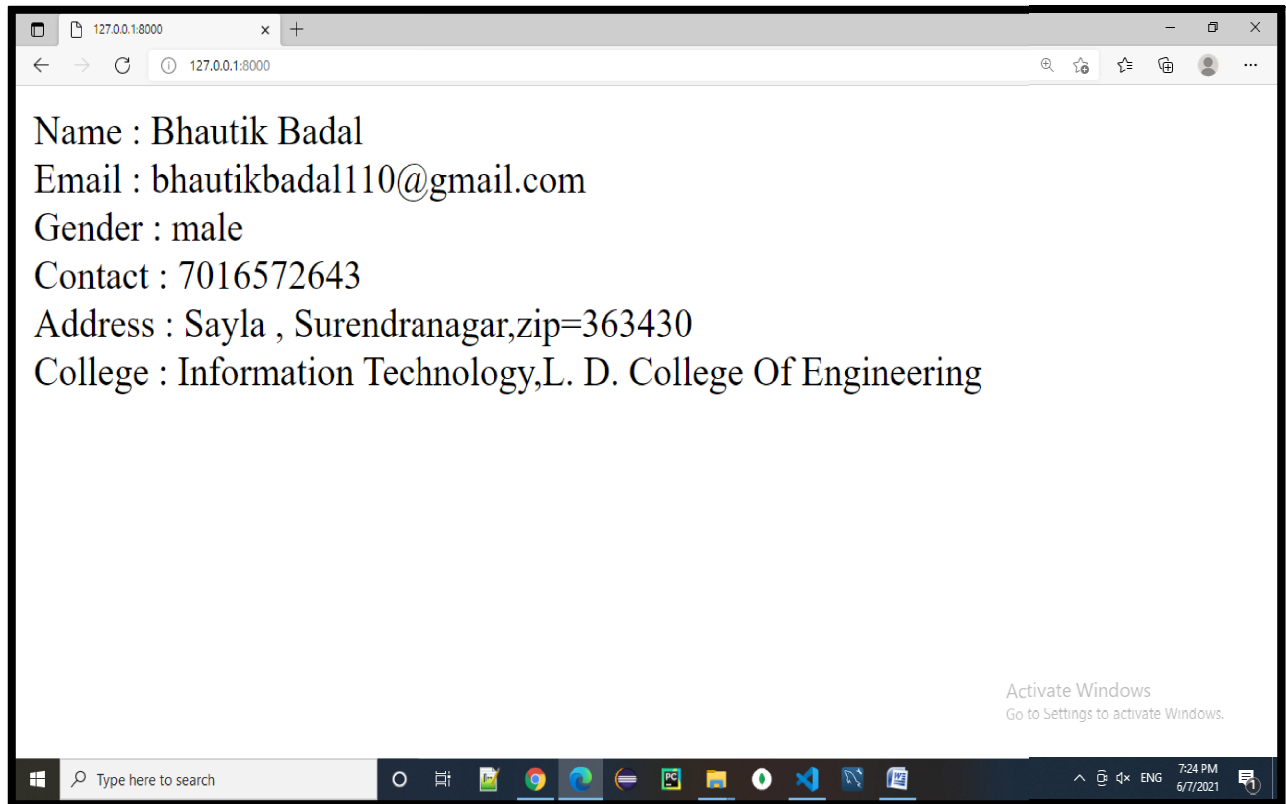 127.0.0.1:8000
127.0.0.1:8000
Name : Bhautik Badal
Email : bhautikbadal110@gmail.com
Gender : male
Contact : 7016572643
Address : Sayla , Surendranagar,zip=363430
College : Information Technology,L. D. College Of Engineering
Activate Windows
Go to Settings to activate Windows.
Type here to search
PC
W
ENG
7:24 PM
6/7/2021
1